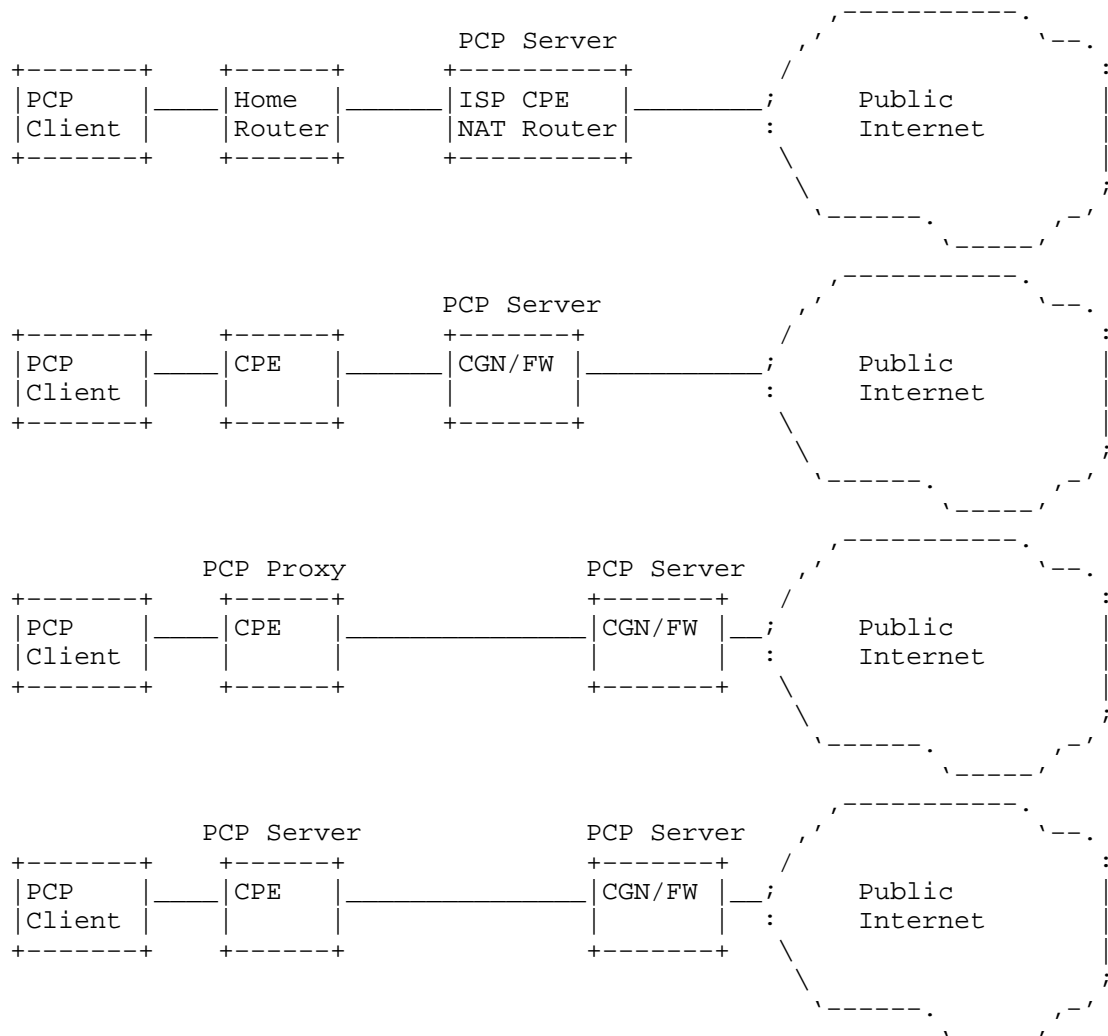 PCP Server
PCP Home ISP CPE Public
Client Router NAT Router Internet
PCP Server
PCP CPE CGN/FW Public
Client Internet
PCP Proxy PCP Server
PCP CPE CGN/FW Public
Client Internet
PCP Server PCP Server
PCP CPE CGN/FW Public
Client Internet